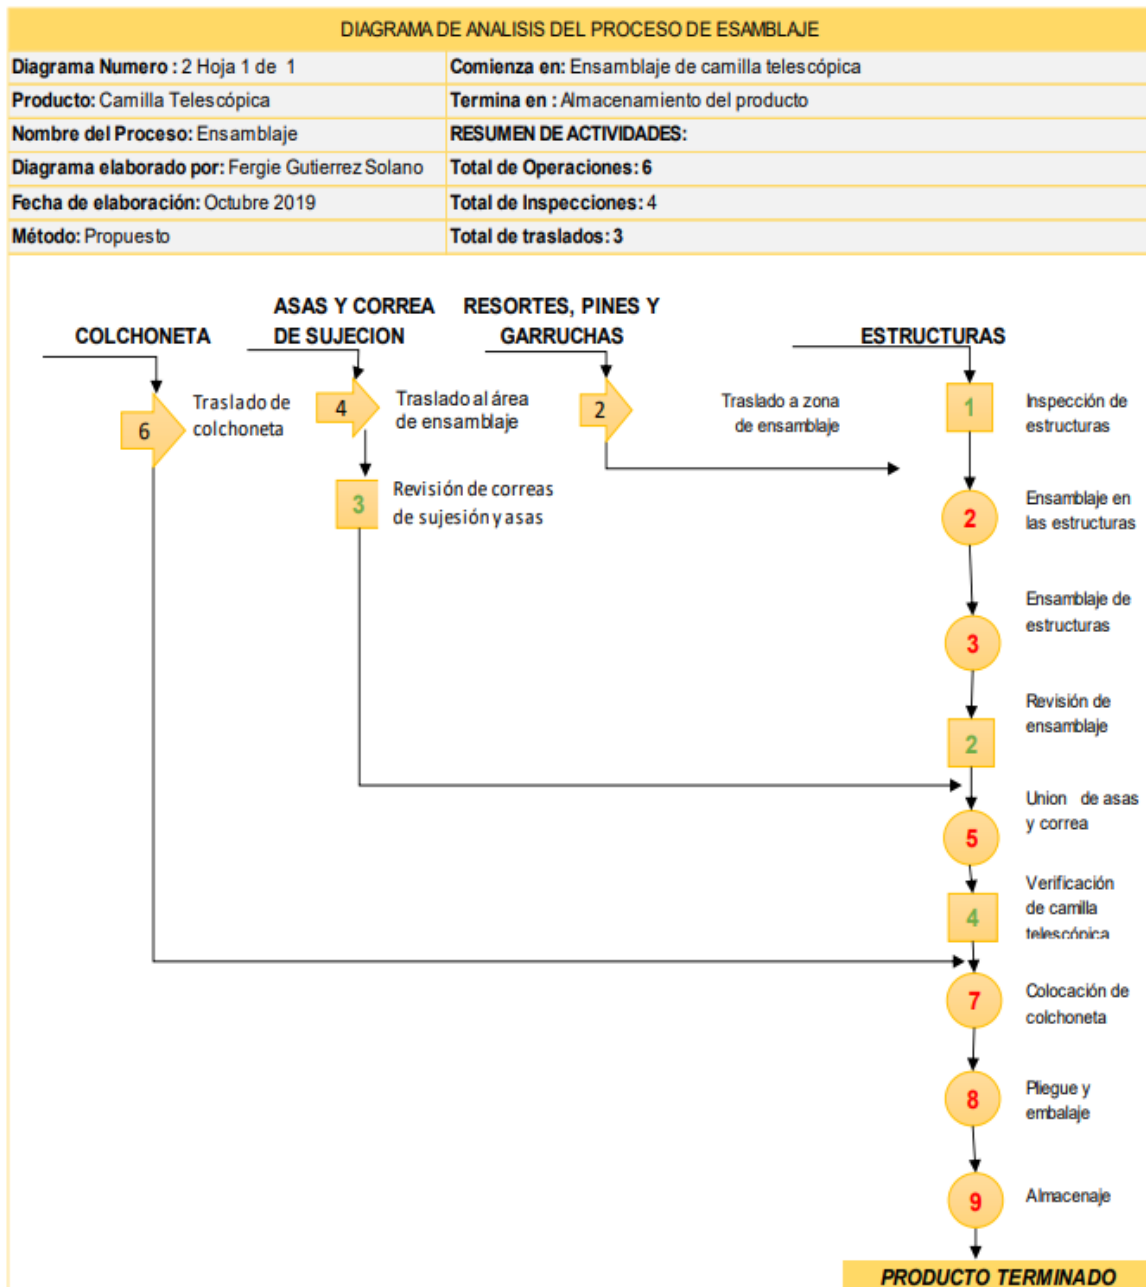 DIAGRAMA DE ANALISIS DEL PROCESO DE ESAMBLAJE
Diagrama Numero : 2 Hoja 1 de 1
Comienza en: Ensamblaje de camilla telescópica
Producto: Camilla Telescópica
Termina en : Almacenamiento del producto
Nombre del Proceso: Ensamblaje
RESUMEN DE ACTIVIDADES:
Diagrama elaborado por: Fergie Gutierrez Solano
Total de Operaciones: 6
Fecha de elaboración: Octubre 2019
Total de Inspecciones: 4
Método: Propuesto
Total de traslados: 3
COLCHONETA
ASAS Y CORREA
DE SUJECION
RESORTES, PINES Y
GARRUCHAS
ESTRUCTURAS
6
Traslado de
colchoneta
4
Traslado al área
de ensamblaje
2
Traslado a zona
de ensamblaje
1
Inspección de
estructuras
3
Revisión de correas
de sujesión y asas
2
Ensamblaje en
las estructuras
3
Ensamblaje de
estructuras
2
Revisión de
ensamblaje
5
Union de asas
y correa
4
Verificación
de camilla
telescópica
7
Colocación de
colchoneta
8
Pliegue y
embalaje
9
Almacenaje
PRODUCTO TERMINADO